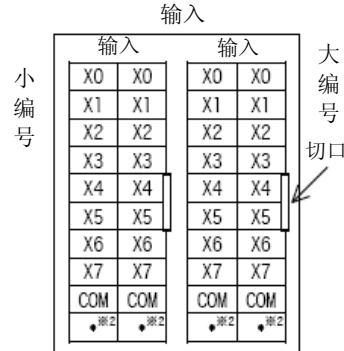 输入
输入 输入
小编号
大编号
切口
X0 X0 X0 X0
X1 X1 X1 X1
X2 X2 X2 X2
X3 X3 X3 X3
X4 X4 X4 X4
X5 X5 X5 X5
X6 X6 X6 X6
X7 X7 X7 X7
COM COM COM COM
•※2 •※2 •※2 •※2